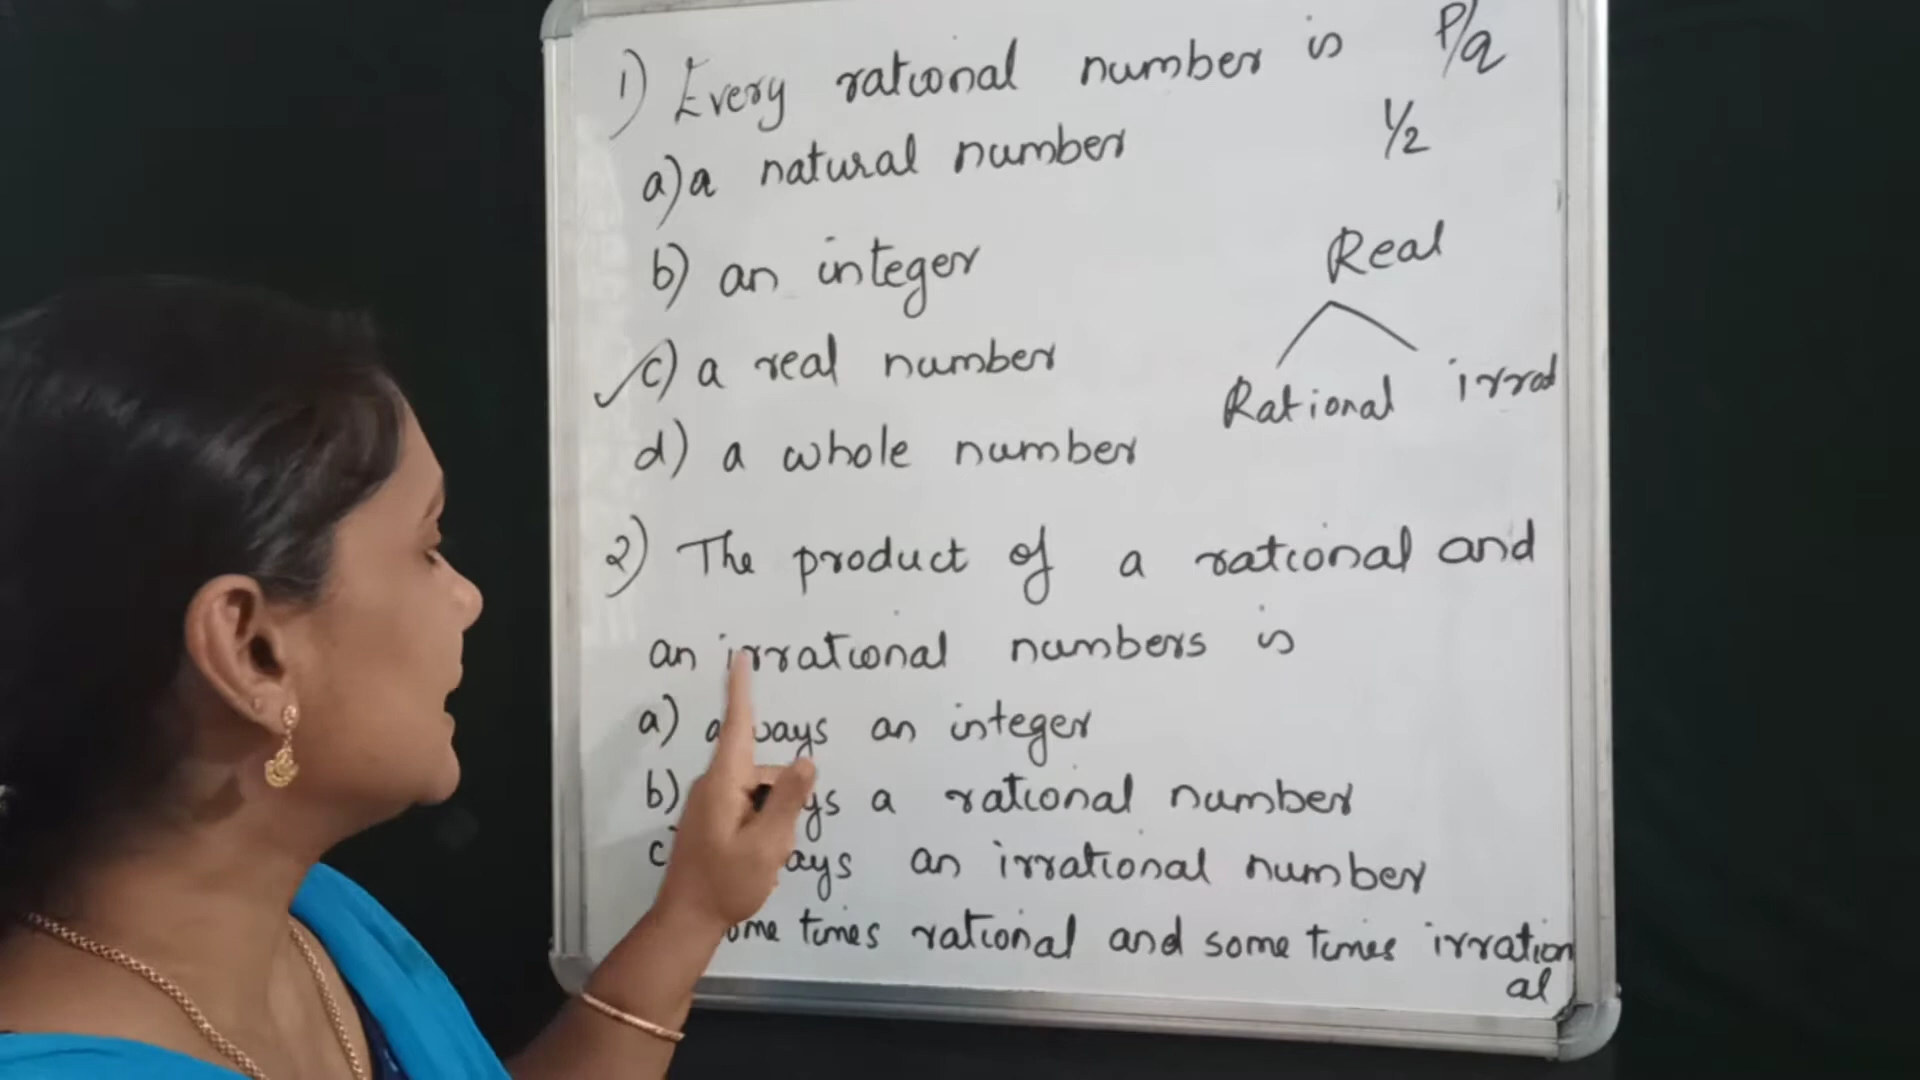 1) Every rational number is P/q
a) a natural number 1/2
b) an integer Real
c) a real number Rational irrat
d) a whole number
2) The product of a rational and
an irrational numbers is
a) always an integer
b) a rational number
c) an irrational number
times rational and some times irration
al